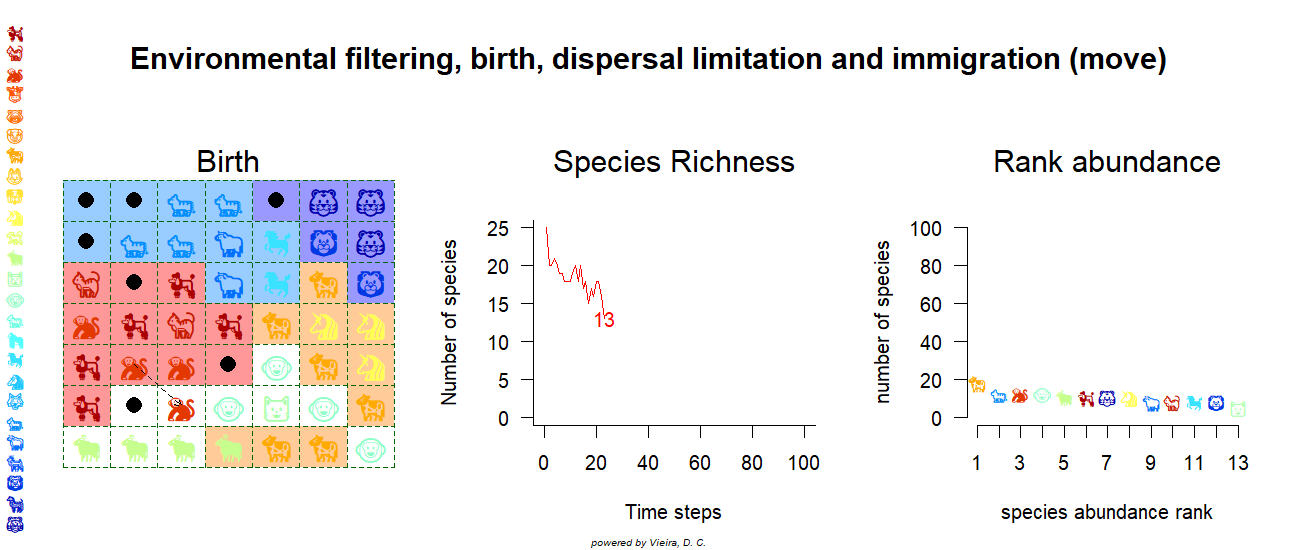 Environmental filtering, birth, dispersal limitation and immigration (move)
Birth
Species Richness
Rank abundance
Number of species
25
20
15
10
5
0
13
0 20 40 60 80 100
Time steps
number of species
100
80
60
40
20
0
1 3 5 7 9 11 13
species abundance rank
powered by Vieira, D. C.